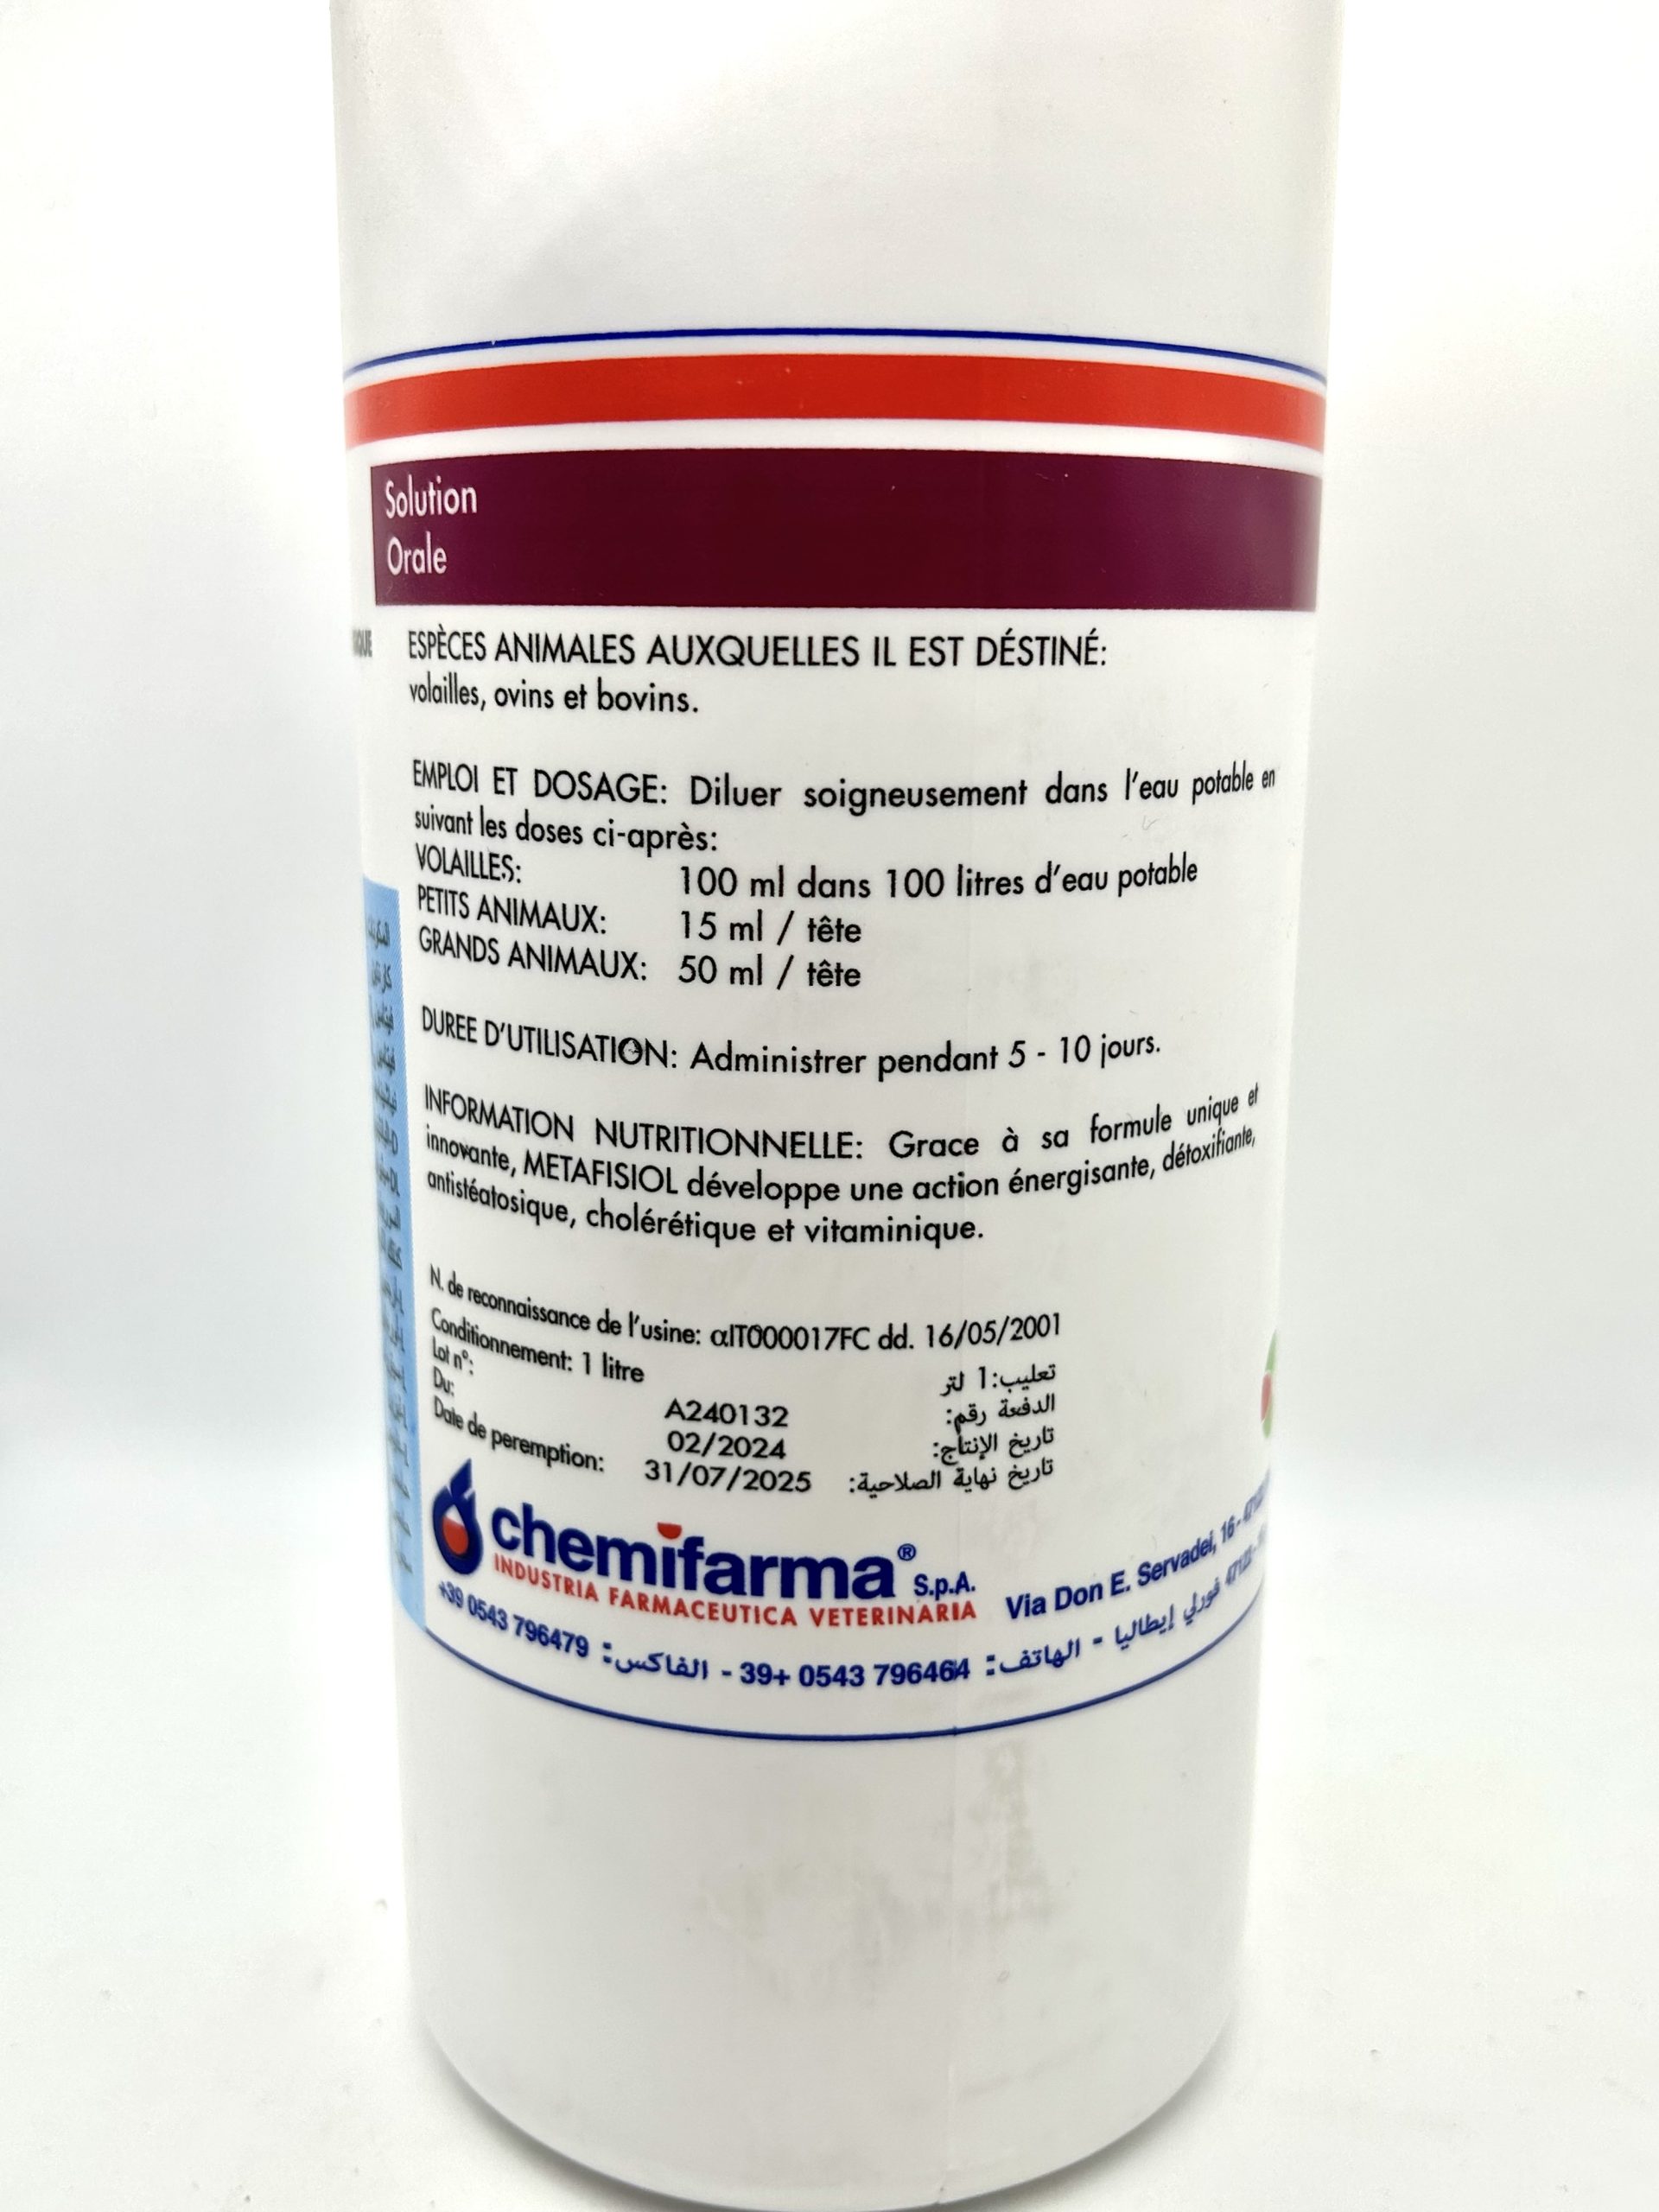 Solution
Orale
ESPÈCES ANIMALES AUXQUELLES IL EST DÉSTINÉ:
volailles, ovins et bovins.
EMPLOI ET DOSAGE: Diluer soigneusement dans l'eau potable en
suivant les doses ci-après:
VOLAILLES: 100 ml dans 100 litres d'eau potable
PETITS ANIMAUX: 15 ml / tête
GRANDS ANIMAUX: 50 ml / tête
DUREE D'UTILISATION: Administrer pendant 5 - 10 jours.
INFORMATION NUTRITIONNELLE: Grace à sa formule unique et
innovante, METAFISIOL développe une action énergisante, détoxifiante,
antistéatosique, cholérétique et vitaminique.
N. de reconnaissance de l'usine: αIT000017FC dd. 16/05/2001
Conditionnement: 1 litre تعليب: 1 لتر
Lot n°: A240132 الدفعة رقم:
Du: 02/2024 تاريخ الإنتاج:
Date de peremption: 31/07/2025 تاريخ نهاية الصلاحية:
chemifarma® S.p.A.
INDUSTRIA FARMACEUTICA VETERINARIA
Via Don E. Servadei, 16 -
فورلي إيطاليا - الهاتف: 0543 796464 +39 - الفاكس: +39 0543 796479